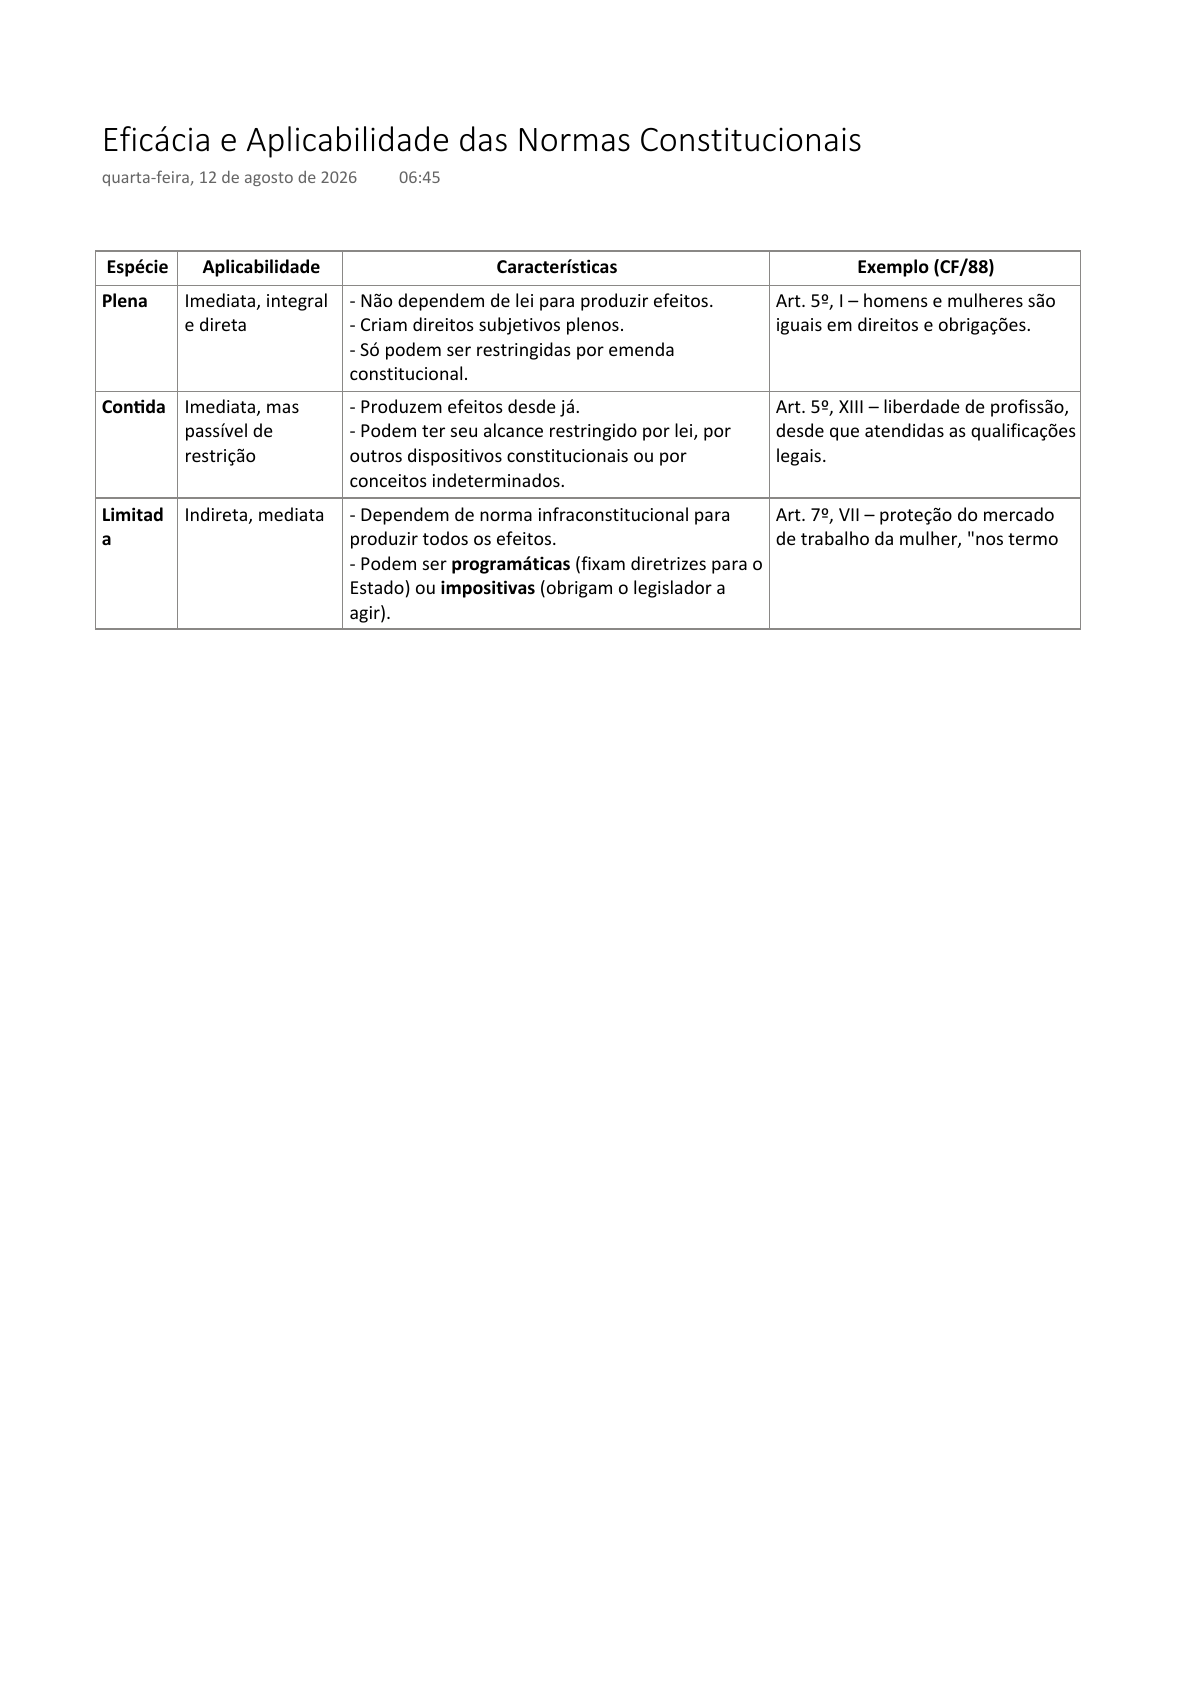 Eficácia e Aplicabilidade das Normas Constitucionais
quarta-feira, 12 de agosto de 2026 06:45
Espécie Aplicabilidade Características Exemplo (CF/88)
Plena
Imediata, integral
e direta
- Não dependem de lei para produzir efeitos.
- Criam direitos subjetivos plenos.
- Só podem ser restringidas por emenda
constitucional.
Art. 5º, I – homens e mulheres são
iguais em direitos e obrigações.
Contida
Imediata, mas
passível de
restrição
- Produzem efeitos desde já.
- Podem ter seu alcance restringido por lei, por
outros dispositivos constitucionais ou por
conceitos indeterminados.
Art. 5º, XIII – liberdade de profissão,
desde que atendidas as qualificações
legais.
Limitad
a
Indireta, mediata
- Dependem de norma infraconstitucional para
produzir todos os efeitos.
- Podem ser programáticas (fixam diretrizes para o
Estado) ou impositivas (obrigam o legislador a
agir).
Art. 7º, VII – proteção do mercado
de trabalho da mulher, "nos termo